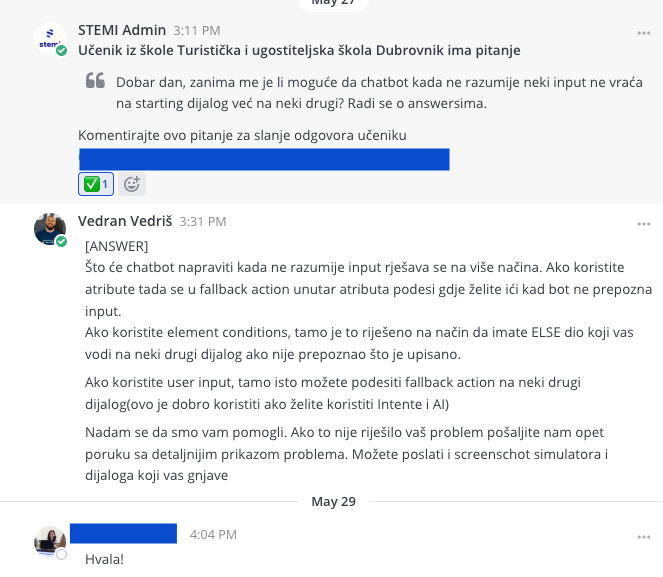 May 27
STEMI Admin 3:11 PM
stemi
Učenik iz škole Turistička i ugostiteljska škola Dubrovnik ima pitanje
Dobar dan, zanima me je li moguće da chatbot kada ne razumije neki input ne vraća
na starting dijalog već na neki drugi? Radi se o answersima.
Komentirajte ovo pitanje za slanje odgovora učeniku
1
Vedran Vedriš 3:31 PM
[ANSWER]
Što će chatbot napraviti kada ne razumije input rješava se na više načina. Ako koristite
atribute tada se u fallback action unutar atributa podesi gdje želite ići kad bot ne prepozna
input.
Ako koristite element conditions, tamo je to riješeno na način da imate ELSE dio koji vas
vodi na neki drugi dijalog ako nije prepoznao što je upisano.
Ako koristite user input, tamo isto možete podesiti fallback action na neki drugi
dijalog(ovo je dobro koristiti ako želite koristiti Intente i AI)
Nadam se da smo vam pomogli. Ako to nije riješilo vaš problem pošaljite nam opet
poruku sa detaljnijim prikazom problema. Možete poslati i screenschot simulatora i
dijaloga koji vas gnjave
May 29
4:04 PM
Hvala!